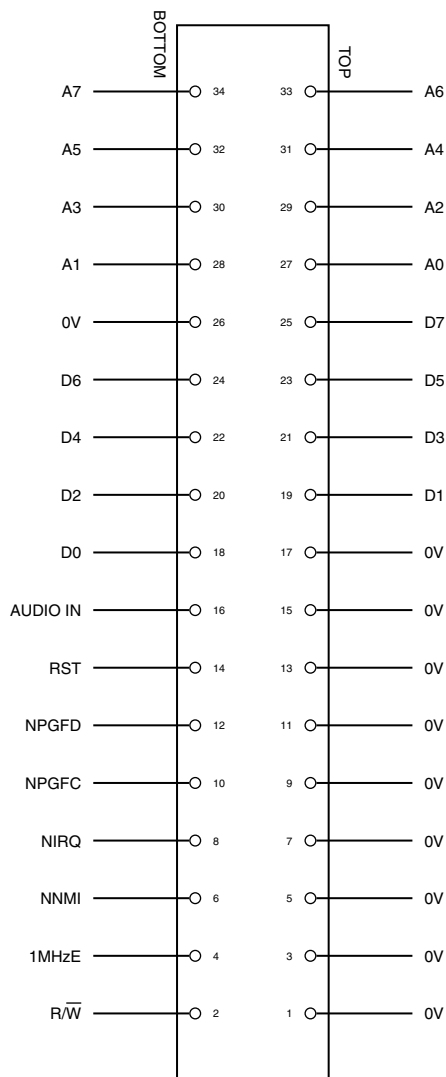 BOTTOM
TOP
A7 34 33 A6
A5 32 31 A4
A3 30 29 A2
A1 28 27 A0
0V 26 25 D7
D6 24 23 D5
D4 22 21 D3
D2 20 19 D1
D0 18 17 0V
AUDIO IN 16 15 0V
RST 14 13 0V
NPGFD 12 11 0V
NPGFC 10 9 0V
NIRQ 8 7 0V
NNMI 6 5 0V
1MHzE 4 3 0V
R/W̅ 2 1 0V